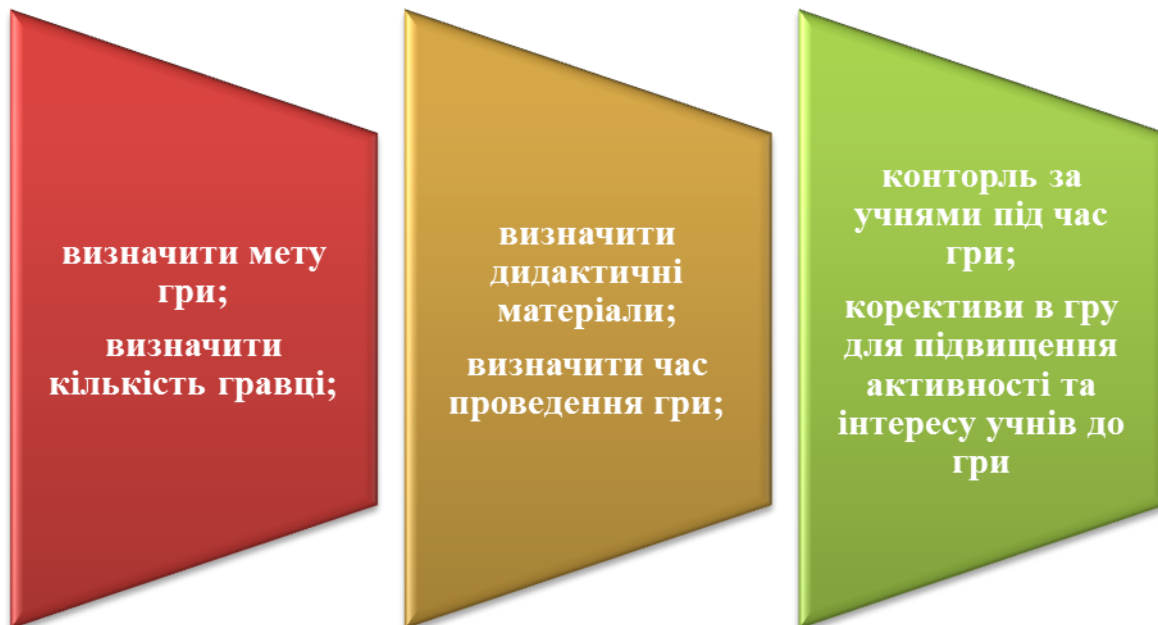 визначити мету
гри;
визначити
кількість гравці;
визначити
дидактичні
матеріали;
визначити час
проведення гри;
конторль за
учнями під час
гри;
корективи в гру
для підвищення
активності та
інтересу учнів до
гри